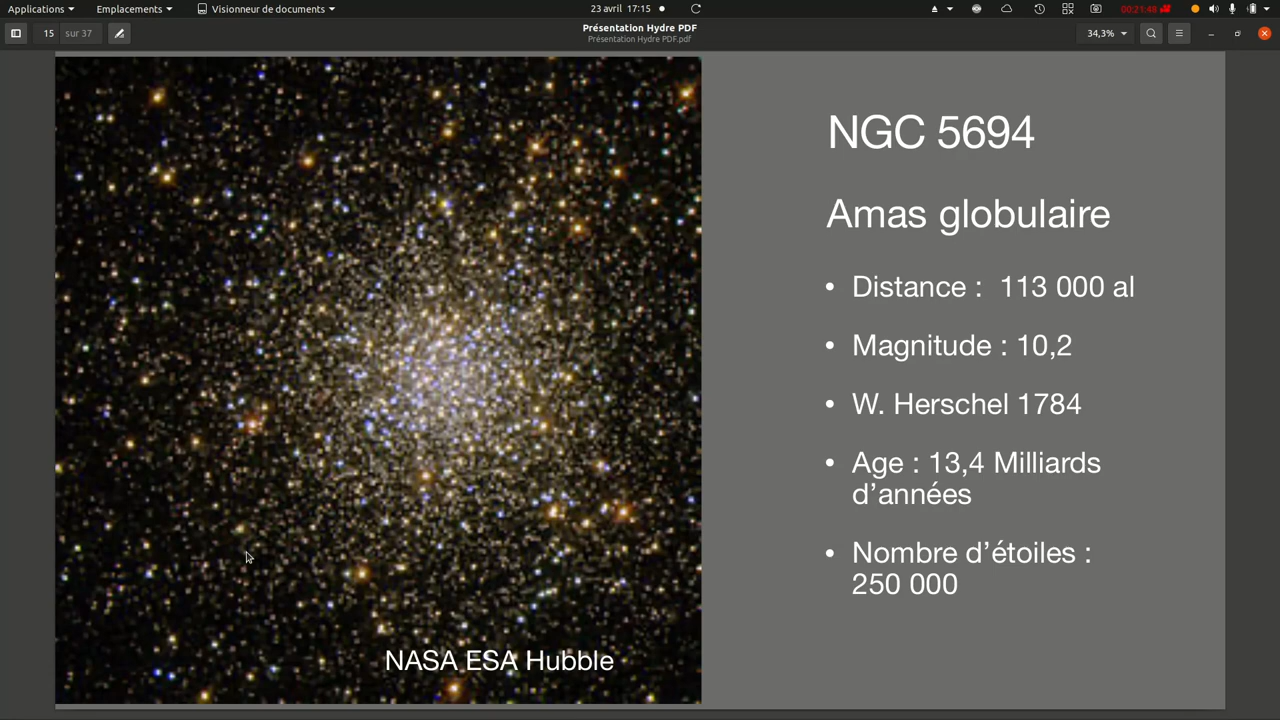 Applications
Emplacements
Visionneur de documents
23 avril 17:15
00:21:48
15
sur 37
Présentation Hydre PDF
Présentation Hydre PDF.pdf
34,3%
NGC 5694
Amas globulaire
• Distance : 113 000 al
• Magnitude : 10,2
• W. Herschel 1784
• Age : 13,4 Milliards
d’années
• Nombre d’étoiles :
250 000
NASA ESA Hubble